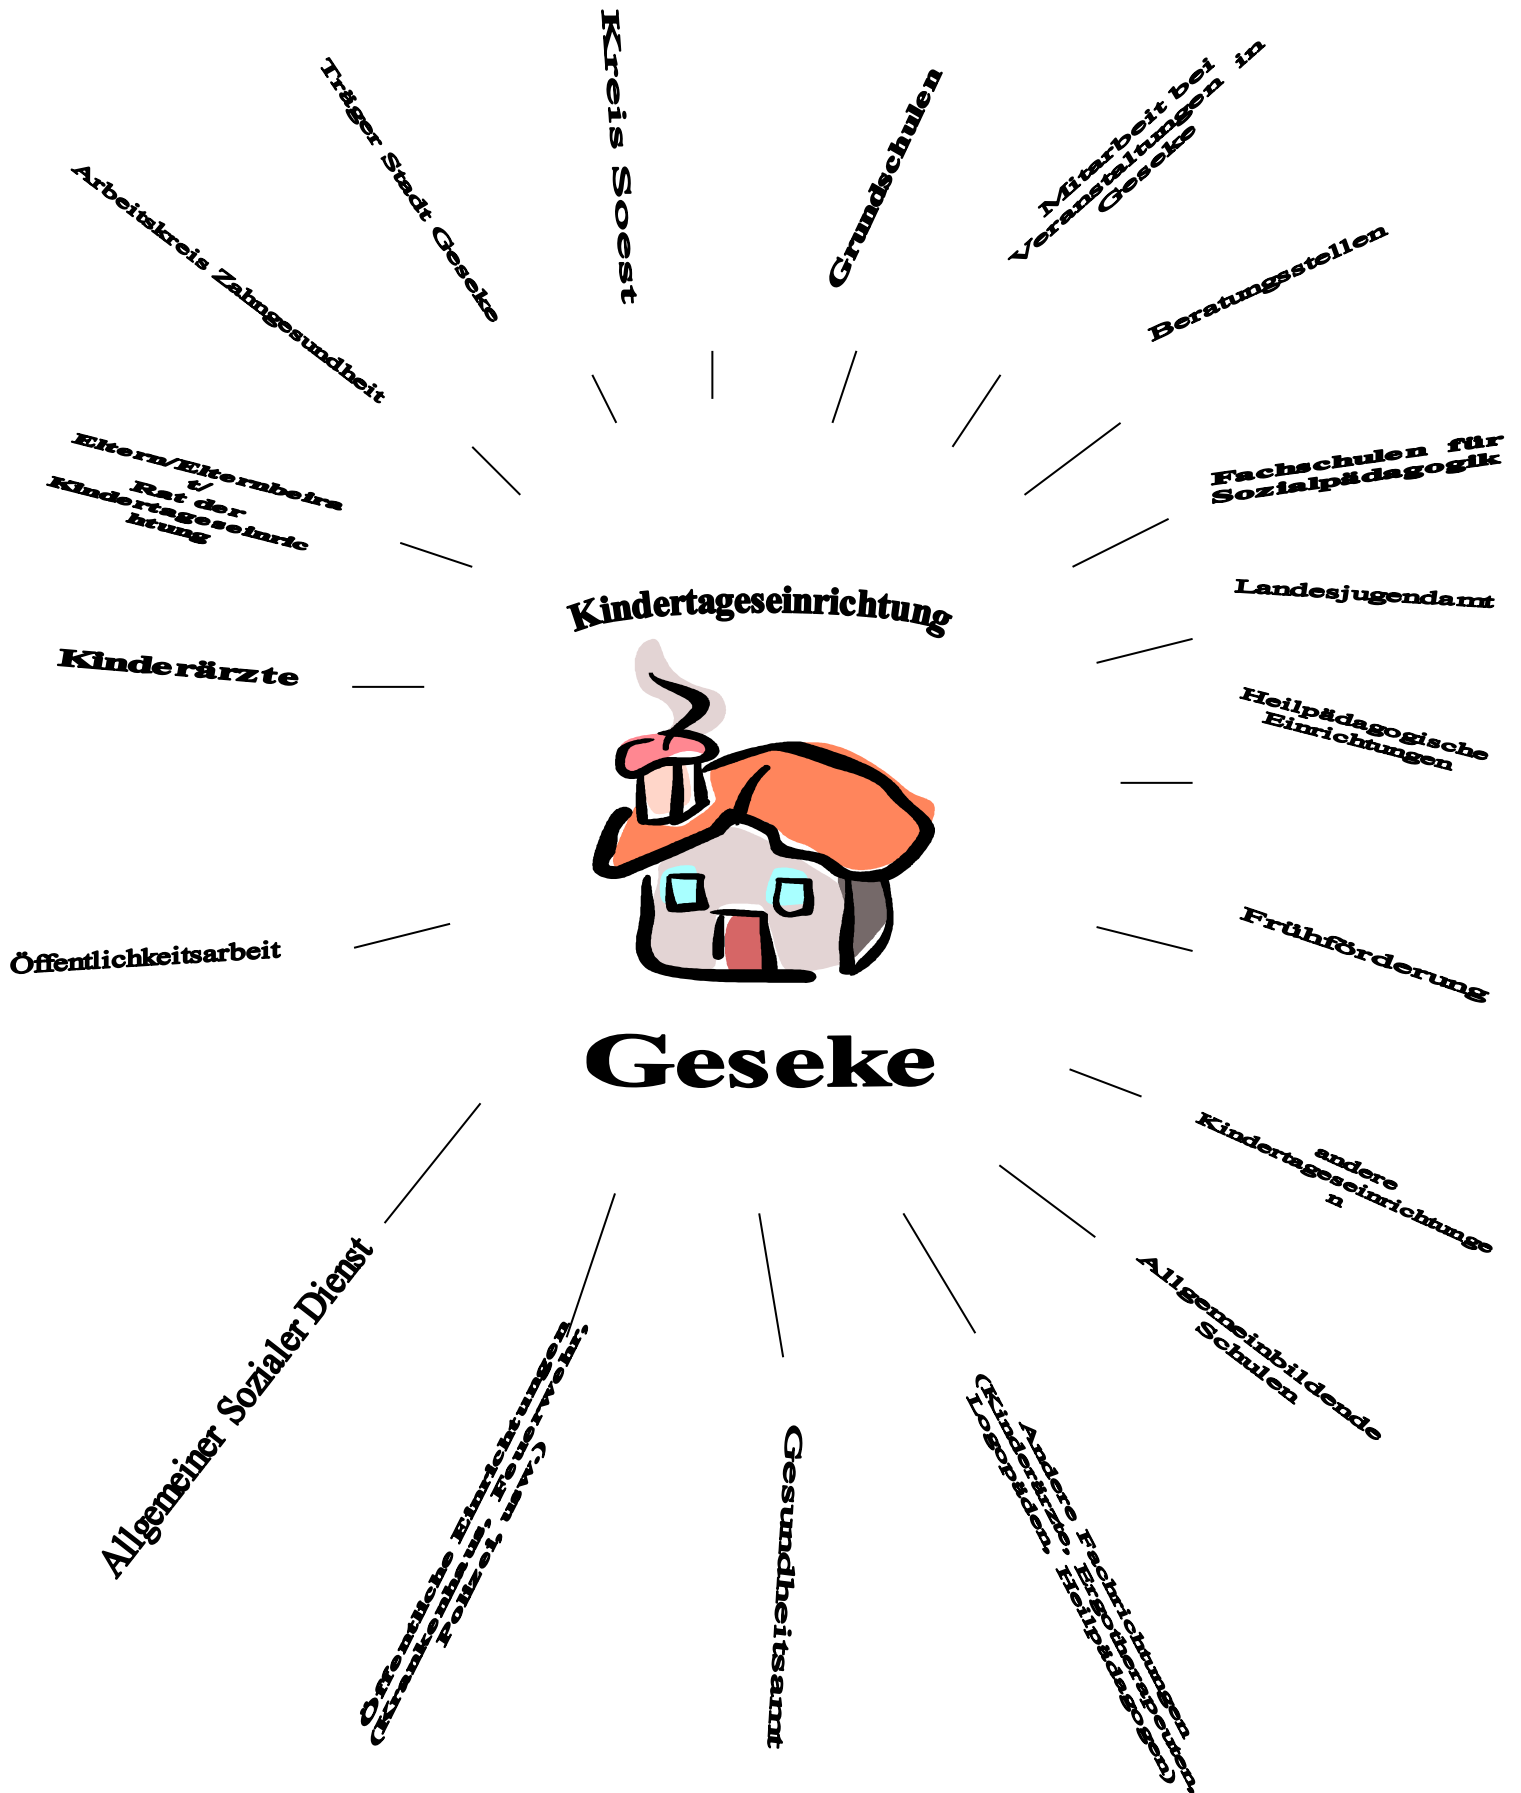 Kreis Soest
Träger Stadt Geseke
Grundschulen
Mitarbeit bei
Veranstaltungen in
Geseke
Arbeitskreis Zahngesundheit
Beratungsstellen
Eltern/Elternbeira
t/
Rat der
Kindertageseinric
htung
Fachschulen für
Sozialpädagogik
Landesjugendamt
Kindertageseinrichtung
Kinderärzte
Heilpädagogische
Einrichtungen
Öffentlichkeitsarbeit
Frühförderung
Geseke
andere
Kindertageseinrichtunge
n
Allgemeiner Sozialer Dienst
Allgemeinbildende
Schulen
Öffentliche Einrichtungen
(Krankenhaus, Feuerwehr,
Polizei, usw.)
Gesundheitsamt
Andere Fachrichtungen
(Kinderärzte, Ergotherapeuten,
Logopäden, Heilpädagogen)